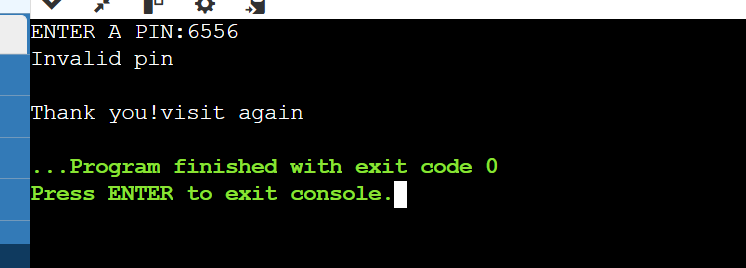 ENTER A PIN:6556
Invalid pin
Thank you!visit again
...Program finished with exit code 0
Press ENTER to exit console.